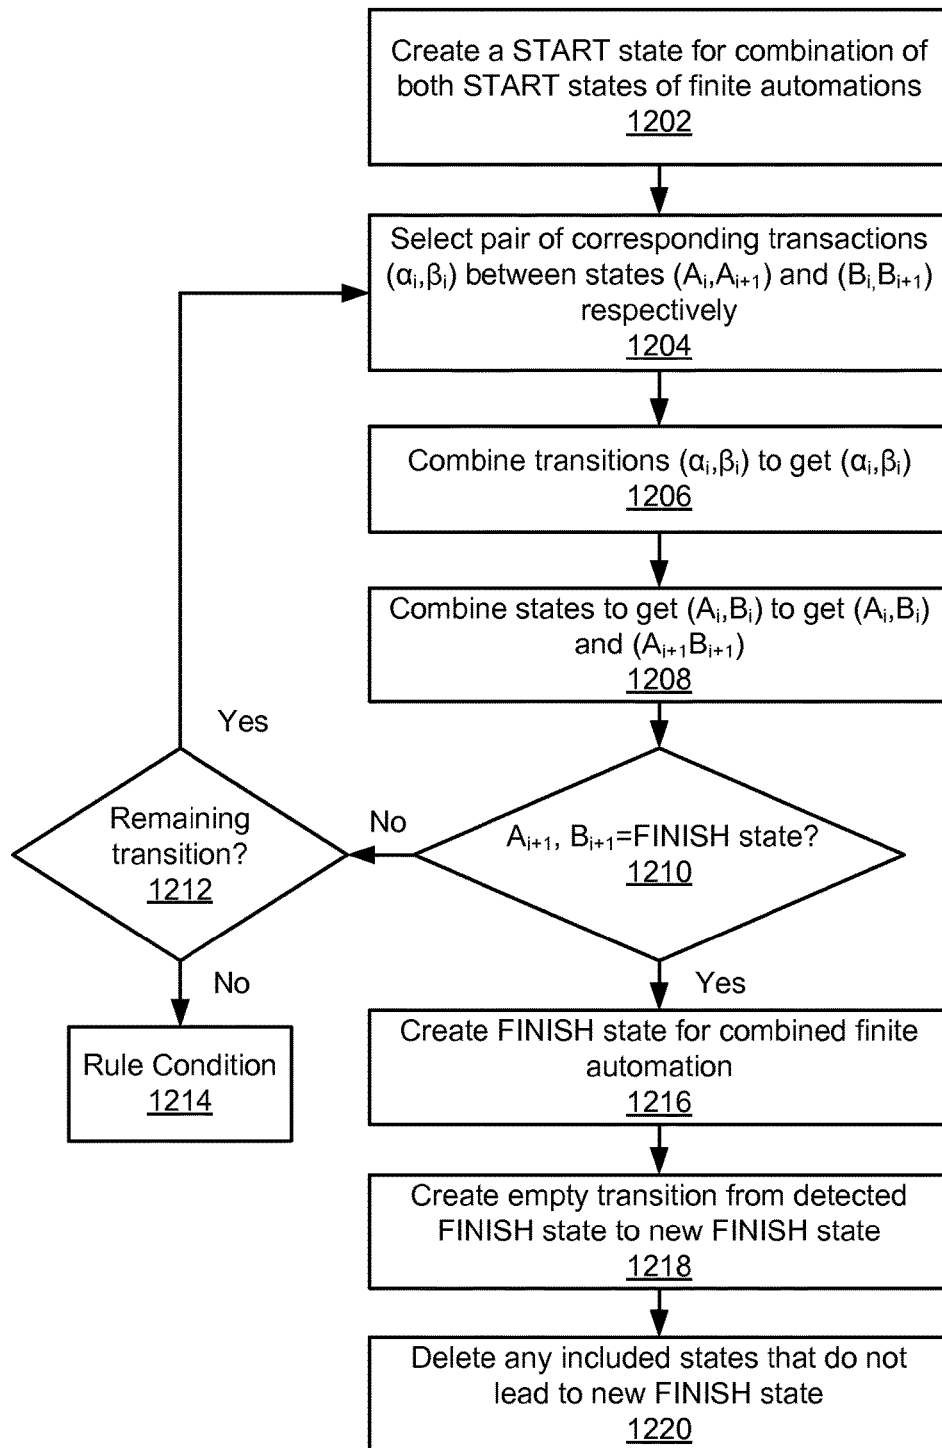 Create a START state for combination of
both START states of finite automations
1202
Select pair of corresponding transactions
(αᵢ,βᵢ) between states (Aᵢ,Aᵢ₊₁) and (Bᵢ,Bᵢ₊₁)
respectively
1204
Combine transitions (αᵢ,βᵢ) to get (αᵢ,βᵢ)
1206
Combine states to get (Aᵢ,Bᵢ) to get (Aᵢ,Bᵢ)
and (Aᵢ₊₁Bᵢ₊₁)
1208
Yes
Remaining
transition?
1212
No
Aᵢ₊₁, Bᵢ₊₁=FINISH state?
1210
No
Yes
Rule Condition
1214
Create FINISH state for combined finite
automation
1216
Create empty transition from detected
FINISH state to new FINISH state
1218
Delete any included states that do not
lead to new FINISH state
1220